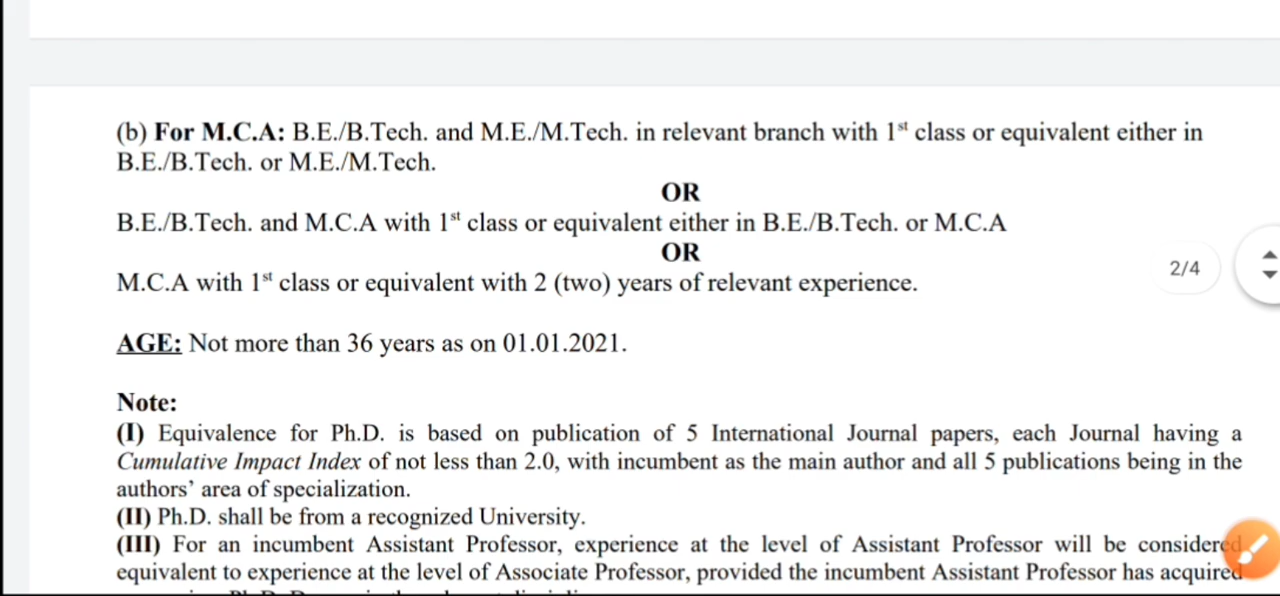 (b) For M.C.A: B.E./B.Tech. and M.E./M.Tech. in relevant branch with 1st class or equivalent either in
B.E./B.Tech. or M.E./M.Tech.
OR
B.E./B.Tech. and M.C.A with 1st class or equivalent either in B.E./B.Tech. or M.C.A
OR
M.C.A with 1st class or equivalent with 2 (two) years of relevant experience.
2/4
AGE: Not more than 36 years as on 01.01.2021.
Note:
(I) Equivalence for Ph.D. is based on publication of 5 International Journal papers, each Journal having a
Cumulative Impact Index of not less than 2.0, with incumbent as the main author and all 5 publications being in the
authors' area of specialization.
(II) Ph.D. shall be from a recognized University.
(III) For an incumbent Assistant Professor, experience at the level of Assistant Professor will be considered
equivalent to experience at the level of Associate Professor, provided the incumbent Assistant Professor has acquired